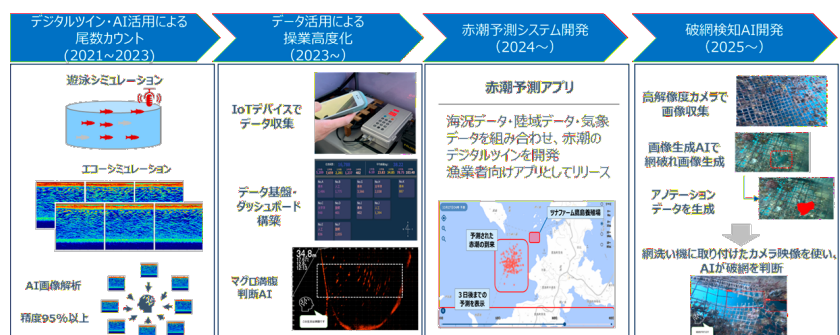 デジタルツイン・AI活用による
尾数カウント
(2021~2023)
データ活用による
操業高度化
(2023~)
赤潮予測システム開発
(2024~)
破網検知AI開発
(2025~)
遊泳シミュレーション
エコーシミュレーション
AI画像解析
精度95%以上
IoTデバイスで
データ収集
データ基盤・
ダッシュボード
構築
マグロ満腹
判断AI
34.8m
赤潮予測アプリ
海況データ・陸域データ・気象
データを組み合わせ、赤潮の
デジタルツインを開発
漁業者向けアプリとしてリリース
ツナファーム鷹島養殖場
予測された
赤潮の到来
3日後までの
予測を表示
高解像度カメラで
画像収集
画像生成AIで
網破れ画像生成
アノテーション
データを生成
網洗い機に取り付けたカメラ映像を使い、
AIが破網を判断